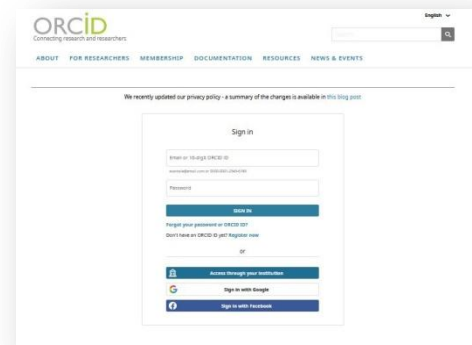 ORCID
Connecting research and researchers
English
ABOUT FOR RESEARCHERS MEMBERSHIP DOCUMENTATION RESOURCES NEWS & EVENTS
We recently updated our privacy policy - a summary of the changes is available in this blog post
Sign in
Email or 16-digit ORCID iD
Password
SIGN IN
Forgot your password or ORCID ID?
Don't have an ORCID iD yet? Register now
or
Access through your institution
Sign in with Google
Sign in with Facebook